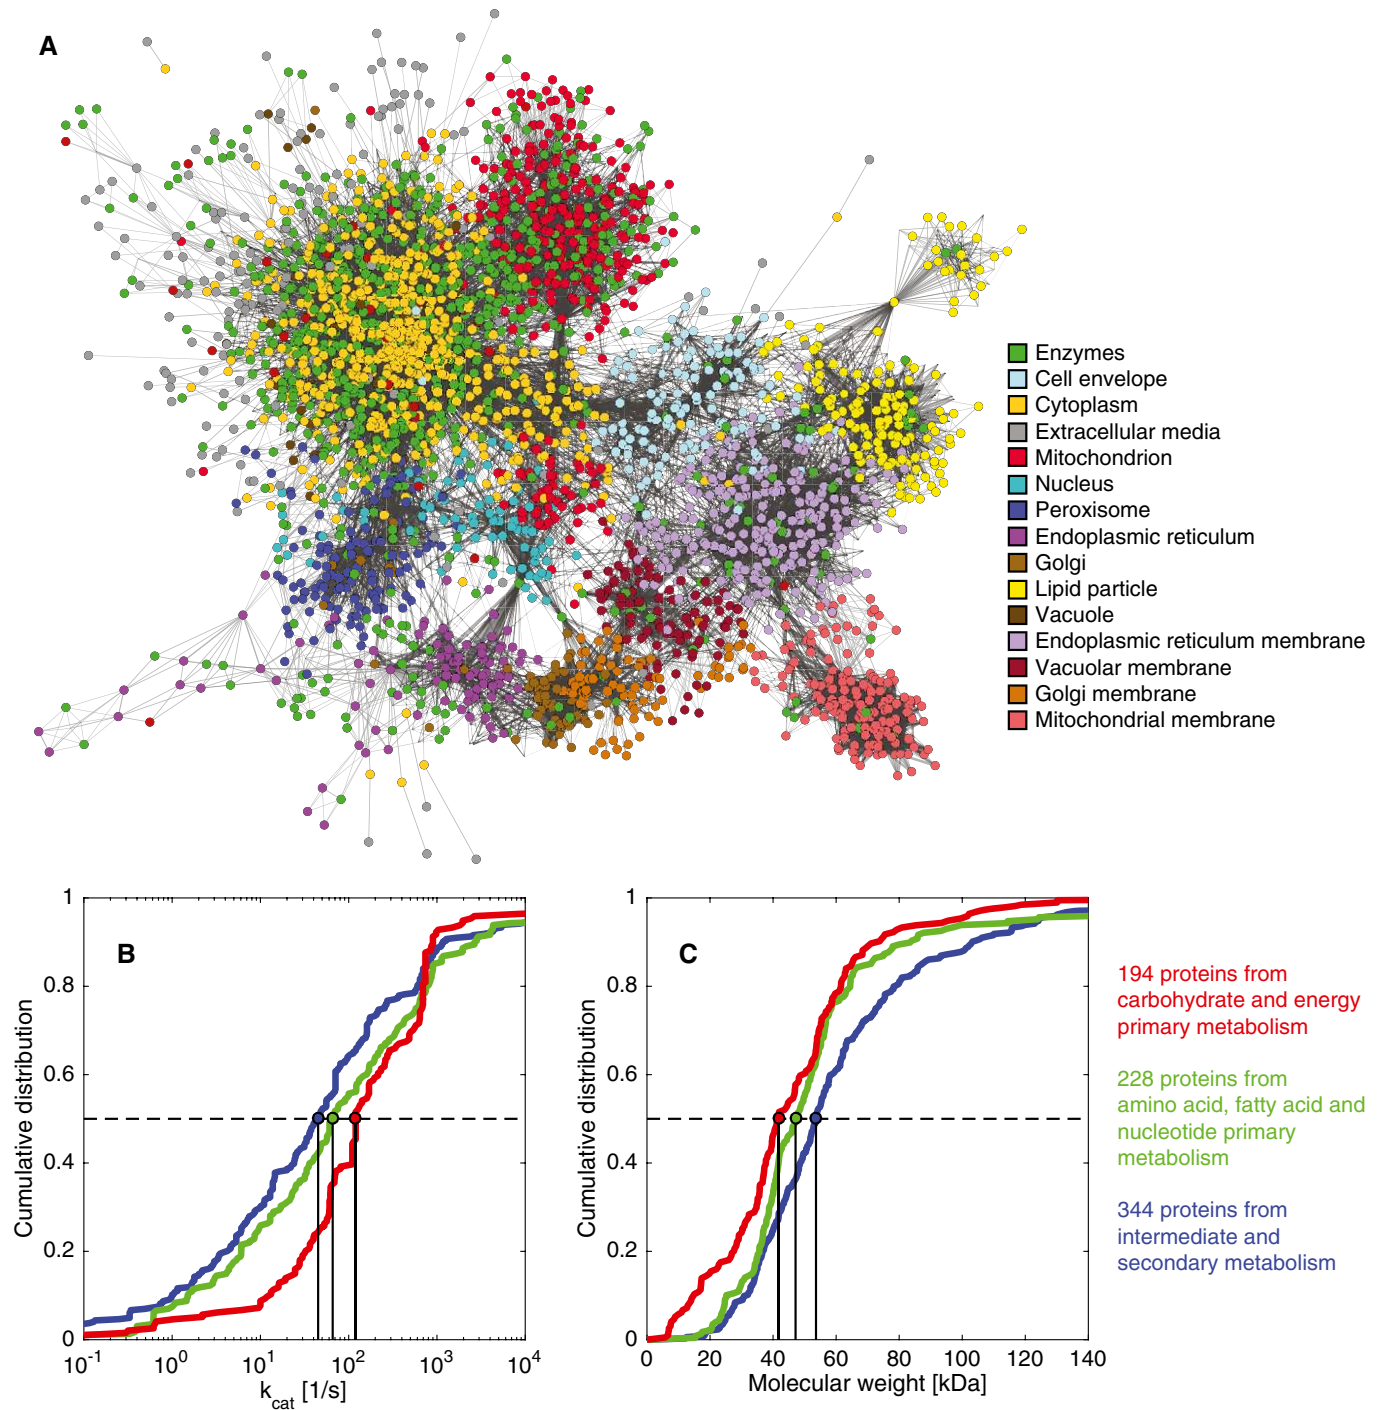 A
Enzymes
Cell envelope
Cytoplasm
Extracellular media
Mitochondrion
Nucleus
Peroxisome
Endoplasmic reticulum
Golgi
Lipid particle
Vacuole
Endoplasmic reticulum membrane
Vacuolar membrane
Golgi membrane
Mitochondrial membrane
B
Cumulative distribution
1
0.8
0.6
0.4
0.2
0
10-1 100 101 102 103 104
kcat [1/s]
C
Cumulative distribution
1
0.8
0.6
0.4
0.2
0
0 20 40 60 80 100 120 140
Molecular weight [kDa]
194 proteins from
carbohydrate and energy
primary metabolism
228 proteins from
amino acid, fatty acid and
nucleotide primary
metabolism
344 proteins from
intermediate and
secondary metabolism